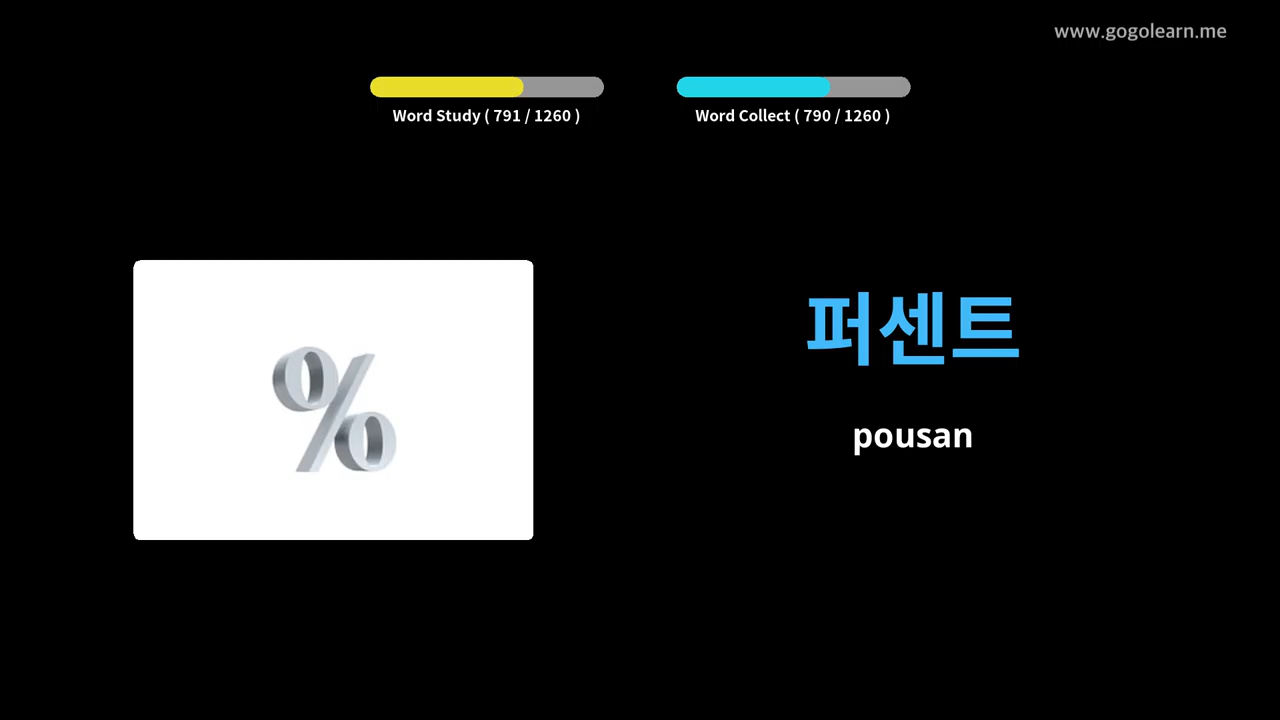 www.gogolearn.me
Word Study ( 791 / 1260 )
Word Collect ( 790 / 1260 )
%
퍼센트
pousan